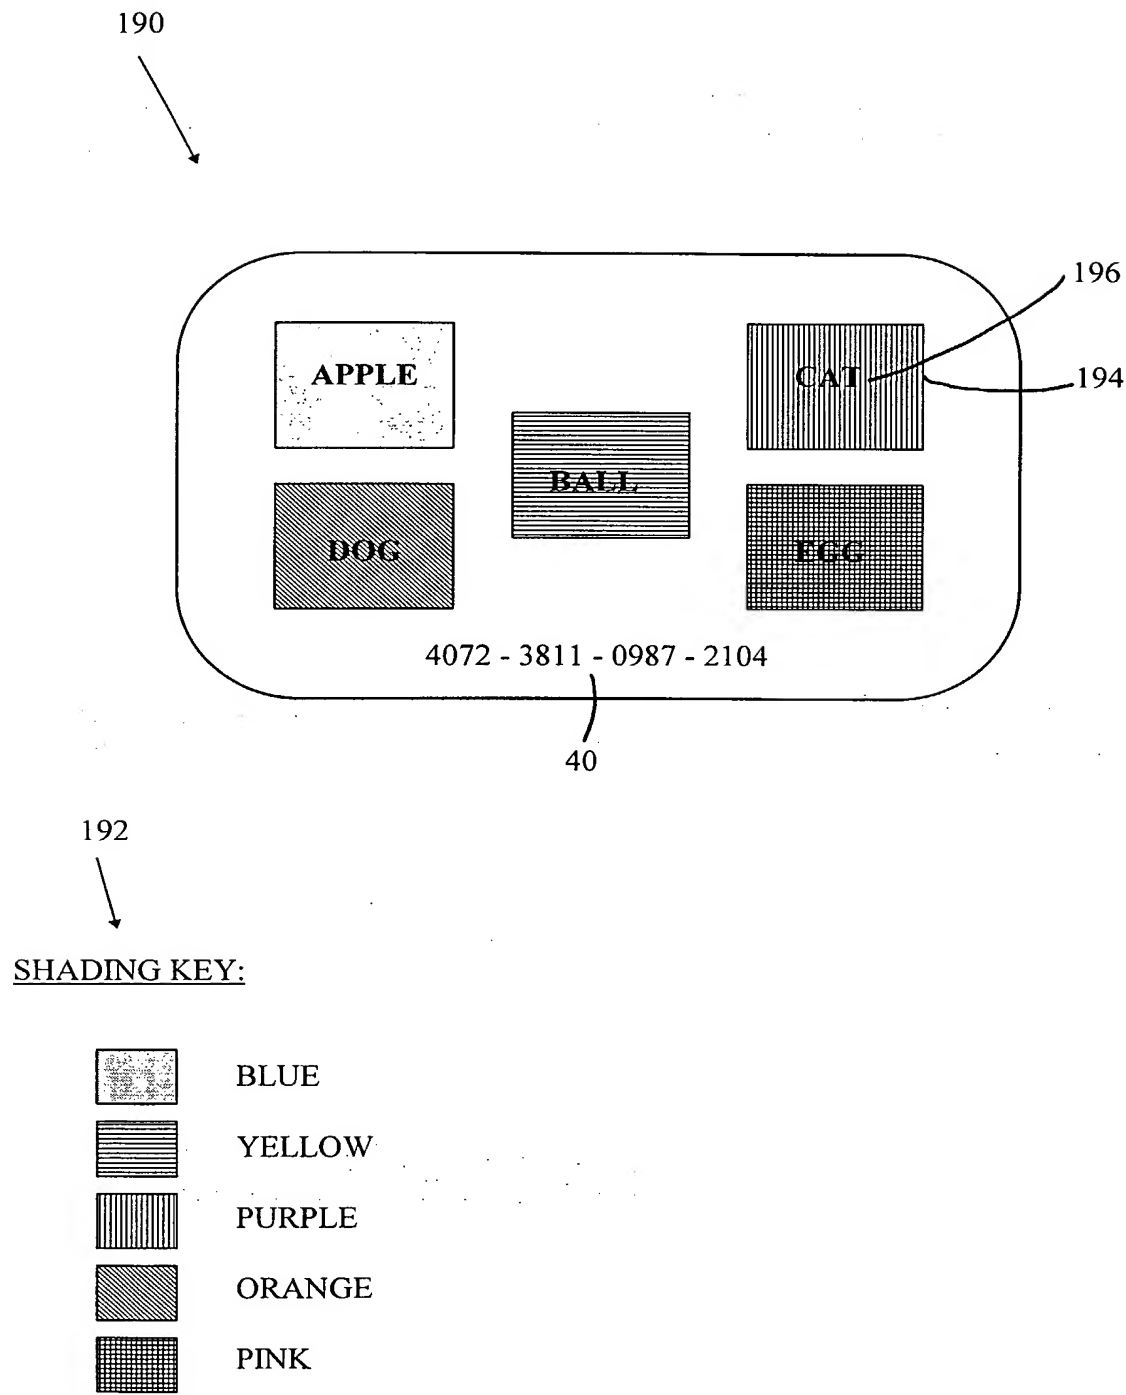 190
196
APPLE
CAT
194
BALL
DOG
EGG
4072 - 3811 - 0987 - 2104
40
192
SHADING KEY:
BLUE
YELLOW
PURPLE
ORANGE
PINK